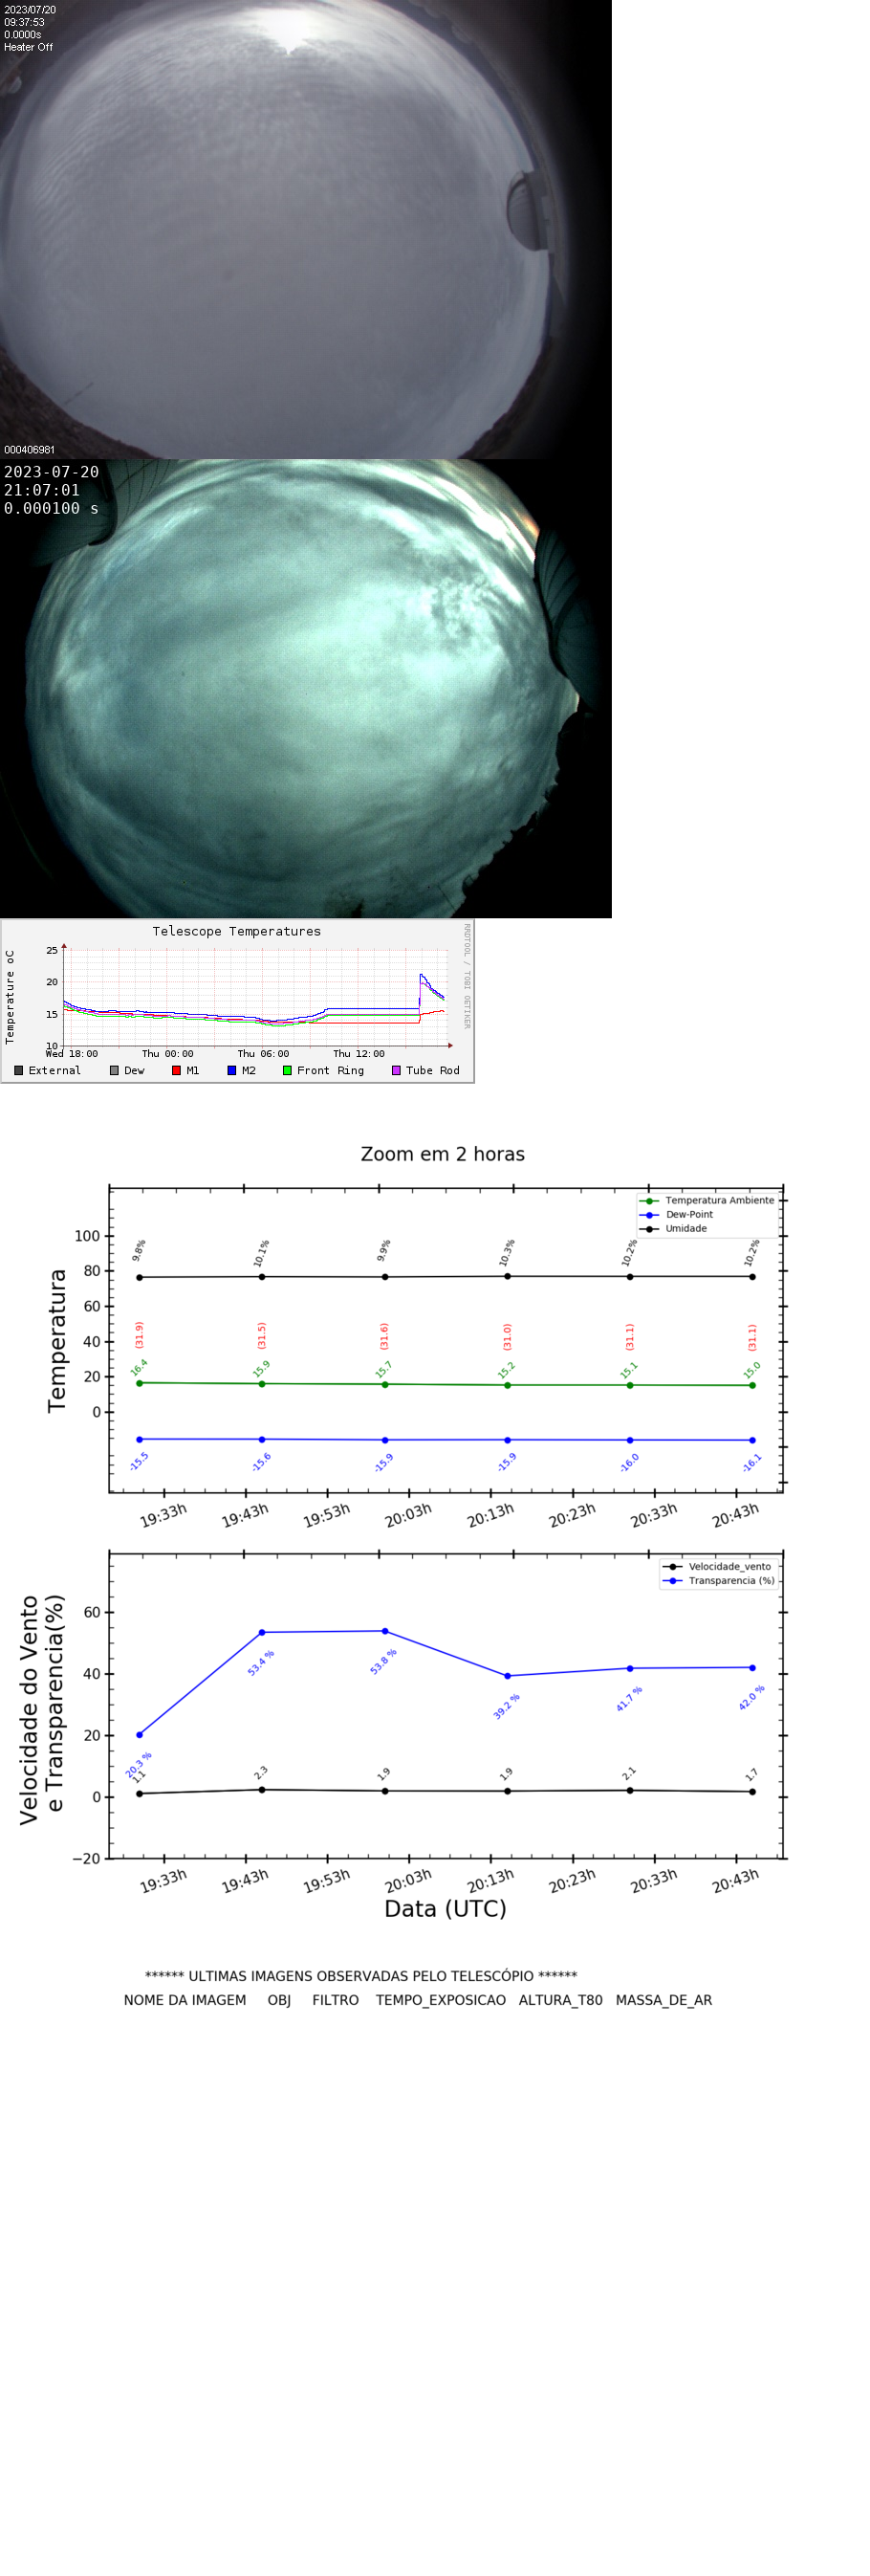 2023/07/20
09:37:53
0.0000s
Heater Off
000406981
2023-07-20
21:07:01
0.000100 s
Telescope Temperatures
RRDTOOL / TOBI OETIKER
Temperature oC
25
20
15
10
Wed 18:00 Thu 00:00 Thu 06:00 Thu 12:00
External Dew M1 M2 Front Ring Tube Rod
Zoom em 2 horas
Temperatura Ambiente
Dew-Point
Umidade
Temperatura
100
80
60
40
20
0
9.8% 10.1% 9.9% 10.3% 10.2% 10.2%
(31.9) (31.5) (31.6) (31.0) (31.1) (31.1)
16.4 15.9 15.7 15.2 15.1 15.0
-15.5 -15.6 -15.9 -15.9 -16.0 -16.1
19:33h 19:43h 19:53h 20:03h 20:13h 20:23h 20:33h 20:43h
Velocidade_vento
Transparencia (%)
Velocidade do Vento
e Transparencia(%)
60
40
20
0
−20
20.3 % 53.4 % 53.8 % 39.2 % 41.7 % 42.0 %
1.1 2.3 1.9 1.9 2.1 1.7
19:33h 19:43h 19:53h 20:03h 20:13h 20:23h 20:33h 20:43h
Data (UTC)
****** ULTIMAS IMAGENS OBSERVADAS PELO TELESCÓPIO ******
NOME DA IMAGEM OBJ FILTRO TEMPO_EXPOSICAO ALTURA_T80 MASSA_DE_AR